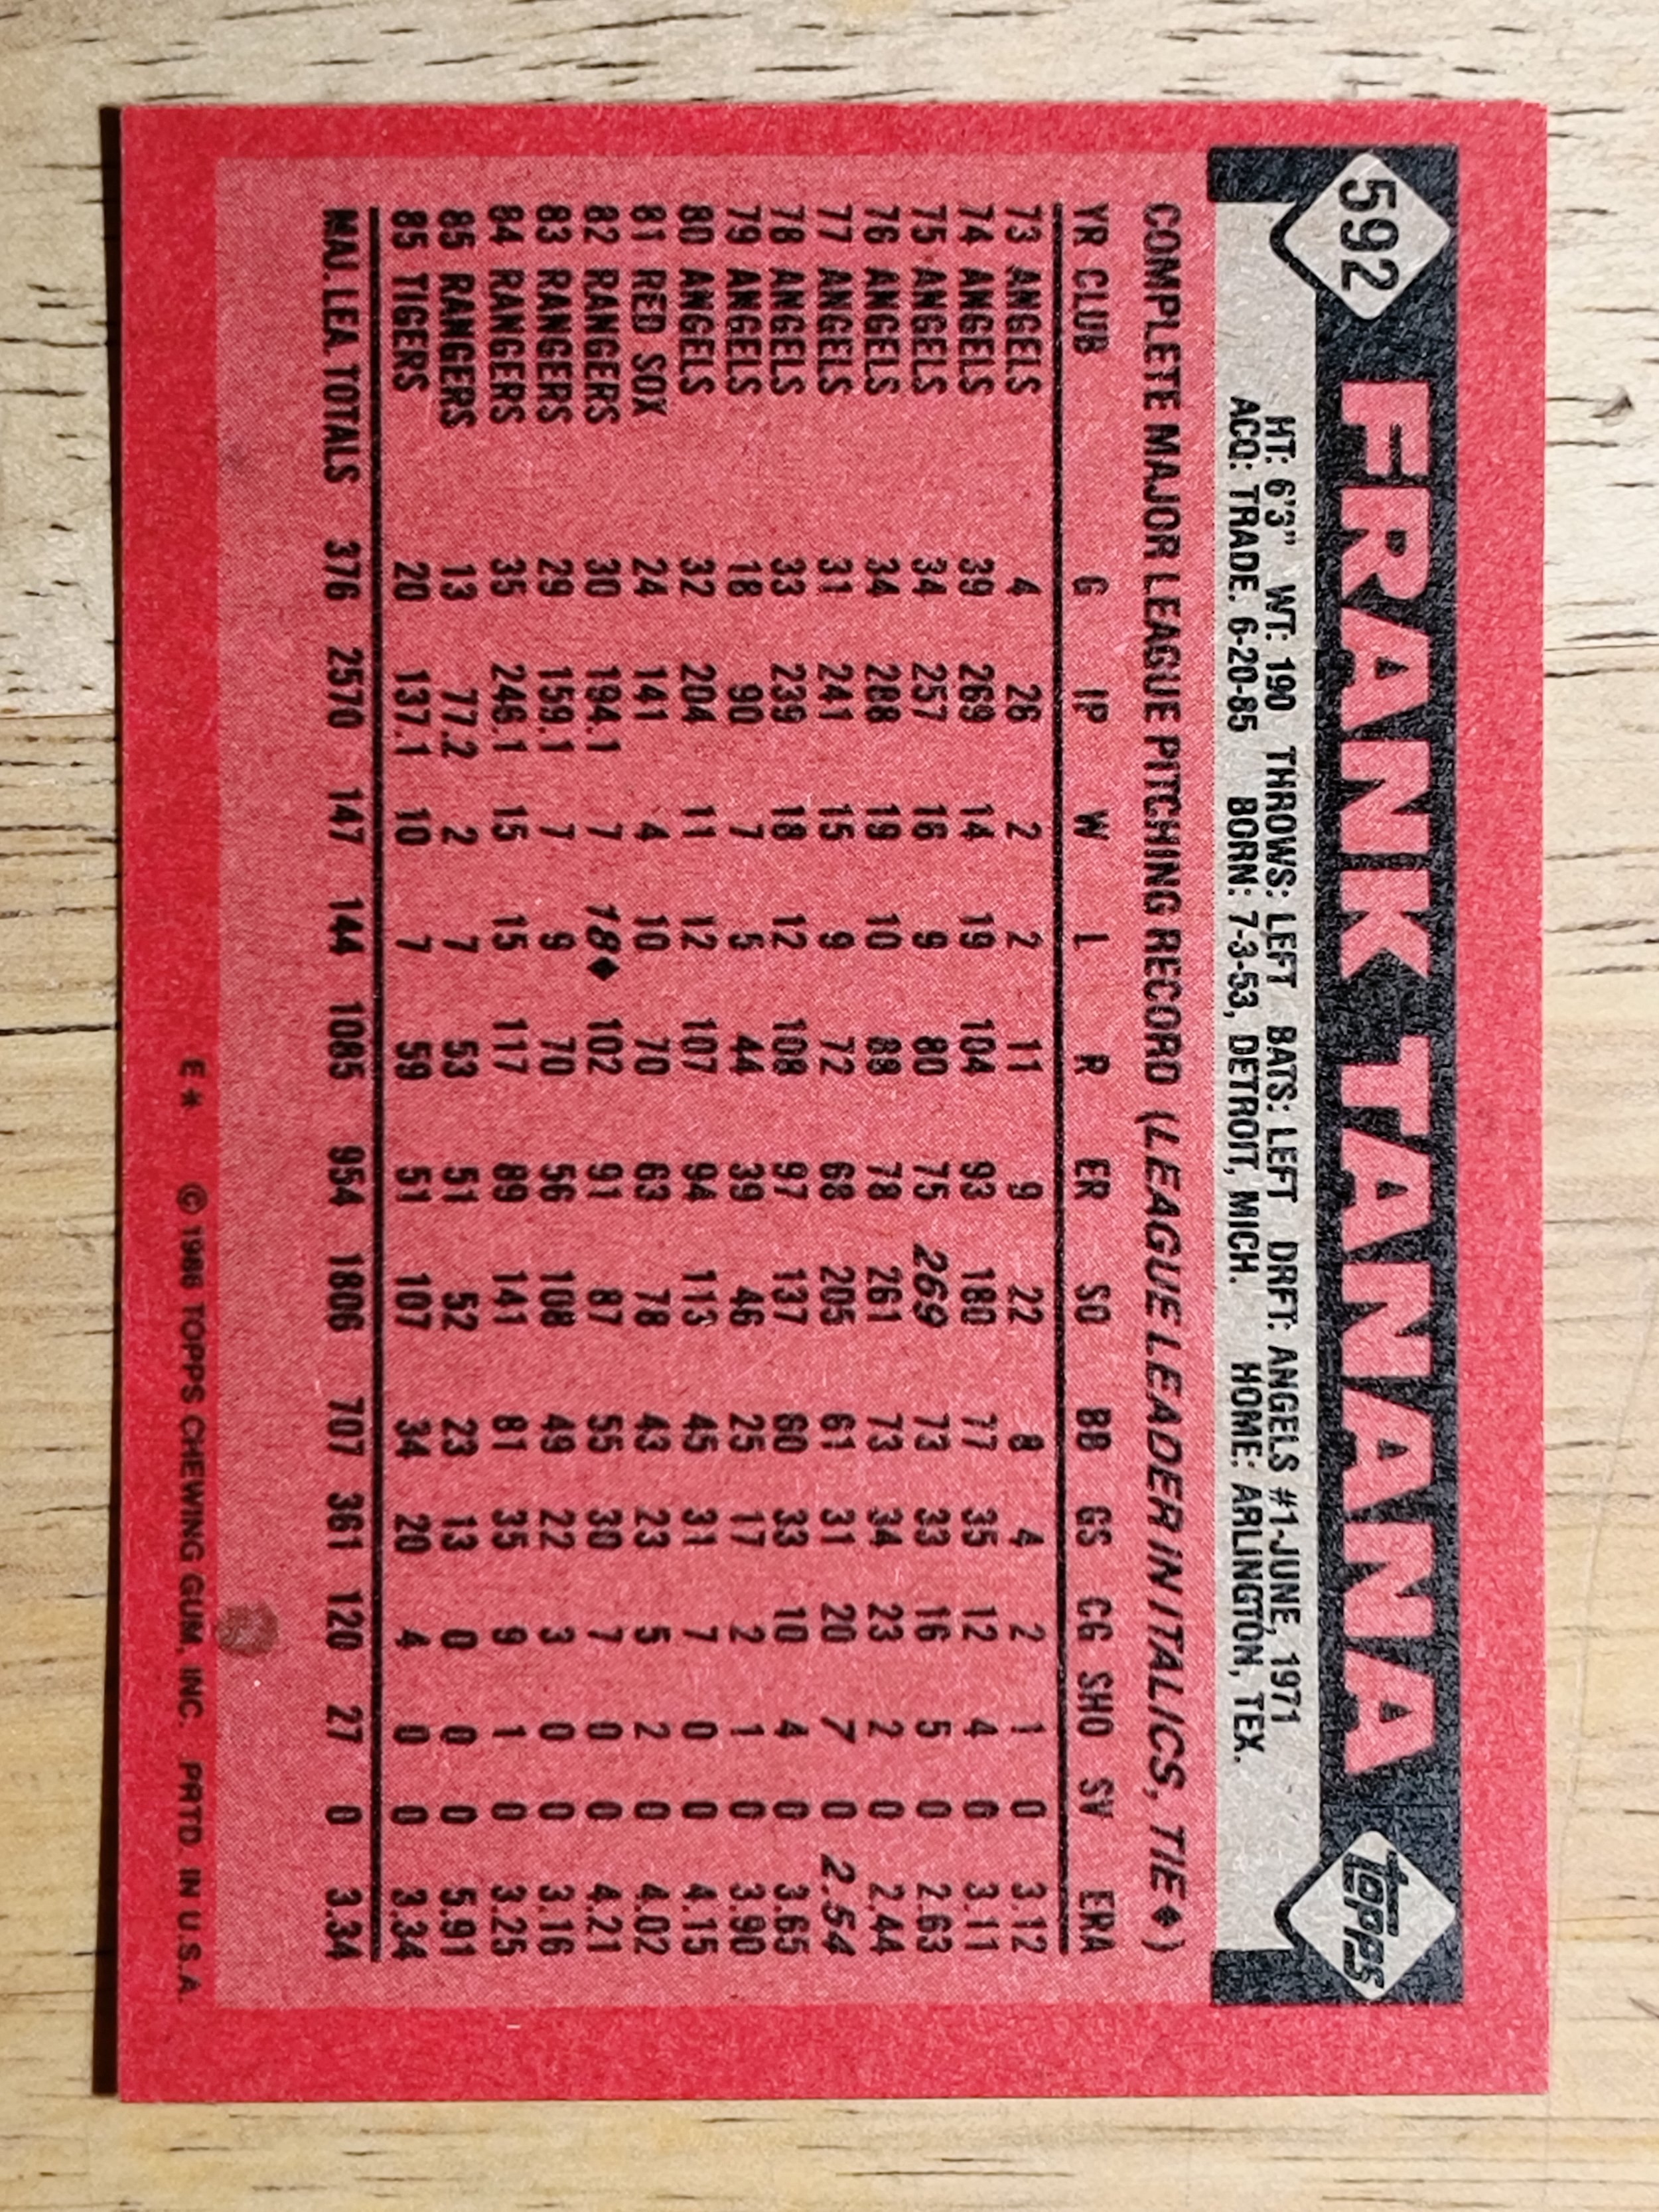 592 FRANK TANANA topps
HT: 6'3" WT: 190 THROWS: LEFT BATS: LEFT DRFT: ANGELS #1-JUNE, 1971
ACQ: TRADE. 6-20-85 BORN: 7-3-53, DETROIT, MICH. HOME: ARLINGTON, TEX.
COMPLETE MAJOR LEAGUE PITCHING RECORD (LEAGUE LEADER IN ITALICS, TIE ♦)
YR CLUB G IP W L R ER SO BB GS CG SHO SV ERA
73 ANGELS 4 26 2 2 11 9 22 8 4 2 1 0 3.12
74 ANGELS 39 269 14 19 104 93 180 77 35 12 4 0 3.11
75 ANGELS 34 257 16 9 80 75 269 73 33 16 5 0 2.63
76 ANGELS 34 288 19 10 88 78 261 73 34 23 2 0 2.44
77 ANGELS 31 241 15 9 72 68 205 61 31 20 7 0 2.54
78 ANGELS 33 239 18 12 108 97 137 60 33 10 4 0 3.65
79 ANGELS 18 90 7 5 44 39 46 25 17 2 1 0 3.90
80 ANGELS 32 204 11 12 107 94 113 45 31 7 0 0 4.15
81 RED SOX 24 141 4 10 70 63 78 43 23 5 2 0 4.02
82 RANGERS 30 194.1 7 18♦ 102 91 87 55 30 7 0 0 4.21
83 RANGERS 29 159.1 7 9 70 56 108 49 22 3 0 0 3.16
84 RANGERS 35 246.1 15 15 117 89 141 81 35 9 1 0 3.25
85 RANGERS 13 77.2 2 7 53 51 52 23 13 0 0 0 5.91
85 TIGERS 20 137.1 10 7 59 51 107 34 20 4 0 0 3.34
MAJ. LEA. TOTALS 376 2570 147 144 1085 954 1806 707 361 120 27 0 3.34
E* © 1986 TOPPS CHEWING GUM, INC. PRTD. IN U.S.A.